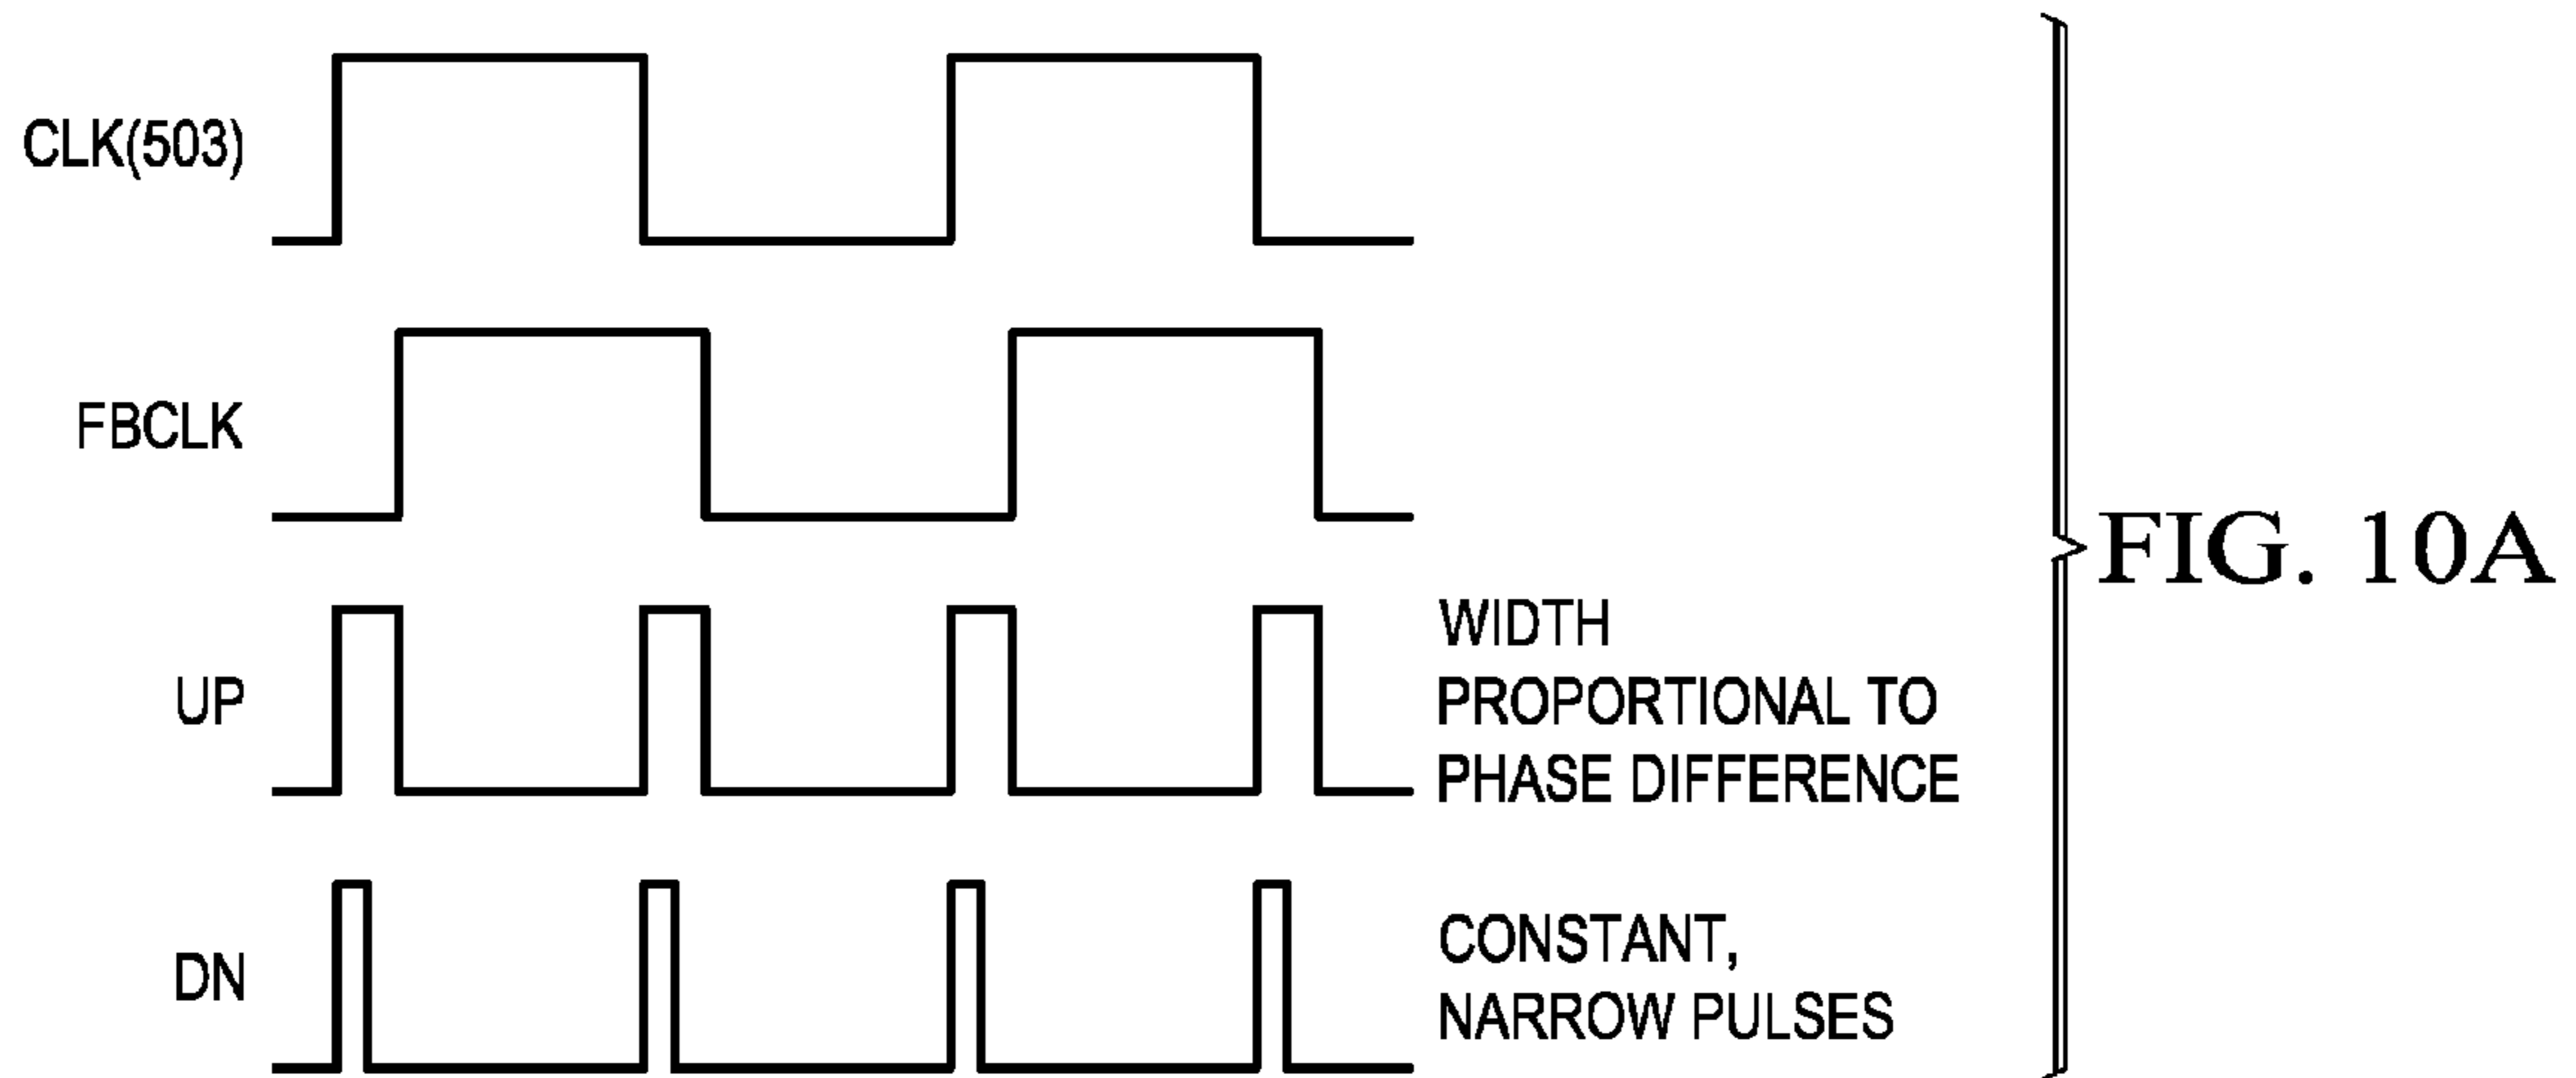 CLK(503)
FBCLK
UP
WIDTH
PROPORTIONAL TO
PHASE DIFFERENCE
DN
CONSTANT,
NARROW PULSES
FIG. 10A